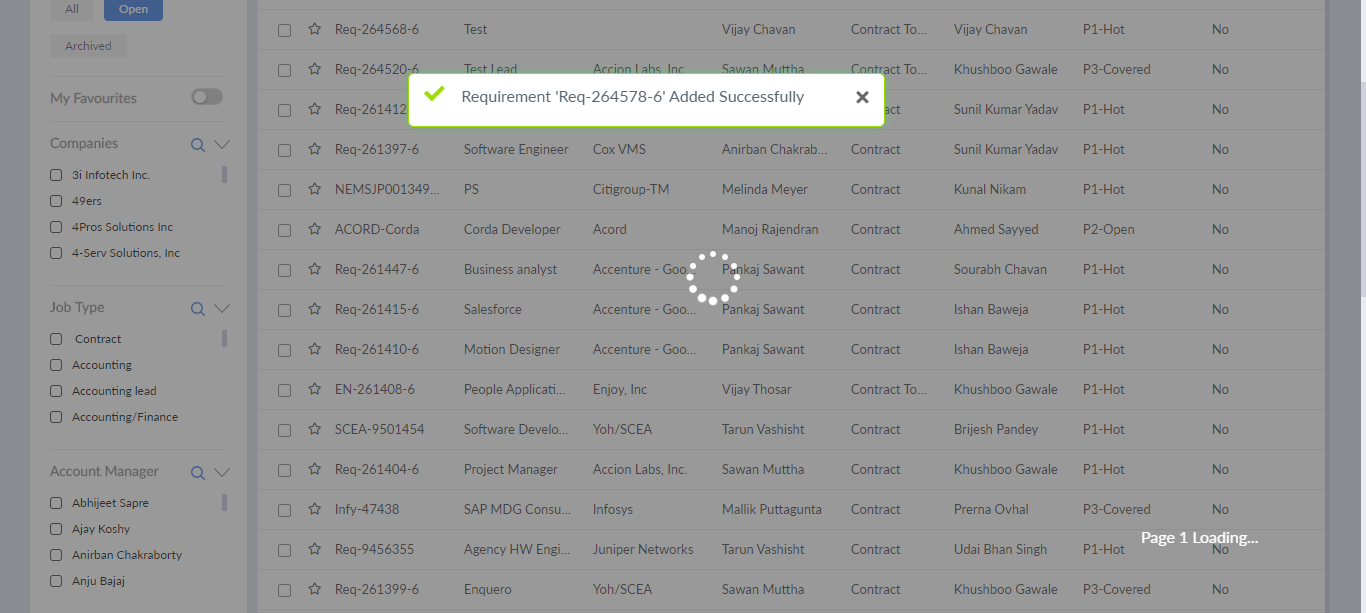 All Open
Archived
My Favourites
Companies
3i Infotech Inc.
49ers
4Pros Solutions Inc
4-Serv Solutions, Inc
Job Type
Contract
Accounting
Accounting lead
Accounting/Finance
Account Manager
Abhijeet Sapre
Ajay Koshy
Anirban Chakraborty
Anju Bajaj
Req-264568-6 Test Vijay Chavan Contract To... Vijay Chavan P1-Hot No
Req-264520-6 Test Lead Accion Labs, Inc. Sawan Muttha Contract To... Khushboo Gawale P3-Covered No
Requirement 'Req-264578-6' Added Successfully
Req-261412 Sunil Kumar Yadav P1-Hot No
Req-261397-6 Software Engineer Cox VMS Anirban Chakrab... Contract Sunil Kumar Yadav P1-Hot No
NEMSJP001349... PS Citigroup-TM Melinda Meyer Contract Kunal Nikam P1-Hot No
ACORD-Corda Corda Developer Acord Manoj Rajendran Contract Ahmed Sayyed P2-Open No
Req-261447-6 Business analyst Accenture - Goo... Pankaj Sawant Contract Sourabh Chavan P1-Hot No
Req-261415-6 Salesforce Accenture - Goo... Pankaj Sawant Contract Ishan Baweja P1-Hot No
Req-261410-6 Motion Designer Accenture - Goo... Pankaj Sawant Contract Ishan Baweja P1-Hot No
EN-261408-6 People Applicati... Enjoy, Inc Vijay Thosar Contract To... Khushboo Gawale P1-Hot No
SCEA-9501454 Software Develo... Yoh/SCEA Tarun Vashisht Contract Brijesh Pandey P1-Hot No
Req-261404-6 Project Manager Accion Labs, Inc. Sawan Muttha Contract Khushboo Gawale P1-Hot No
Infy-47438 SAP MDG Consu... Infosys Mallik Puttagunta Contract Prerna Ovhal P3-Covered No
Page 1 Loading...
Req-9456355 Agency HW Engi... Juniper Networks Tarun Vashisht Contract Udai Bhan Singh P1-Hot No
Req-261399-6 Enquero Yoh/SCEA Sawan Muttha Contract Khushboo Gawale P3-Covered No